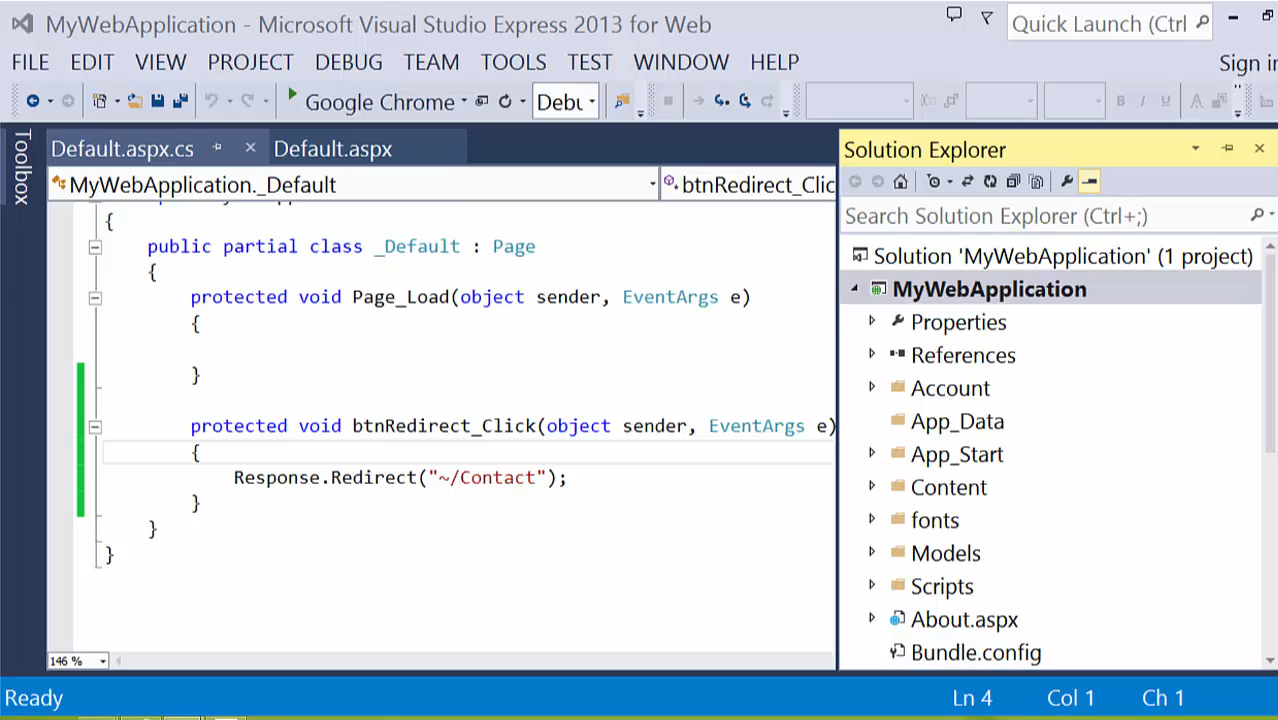 MyWebApplication - Microsoft Visual Studio Express 2013 for Web
Quick Launch (Ctrl
FILE EDIT VIEW PROJECT DEBUG TEAM TOOLS TEST WINDOW HELP
Sign in
Google Chrome Debu
B I U A
Toolbox
Default.aspx.cs Default.aspx
MyWebApplication._Default btnRedirect_Clic
{
public partial class _Default : Page
{
protected void Page_Load(object sender, EventArgs e)
{
}
protected void btnRedirect_Click(object sender, EventArgs e)
{
Response.Redirect("~/Contact");
}
}
}
146 %
Solution Explorer
Search Solution Explorer (Ctrl+;)
Solution 'MyWebApplication' (1 project)
MyWebApplication
Properties
References
Account
App_Data
App_Start
Content
fonts
Models
Scripts
About.aspx
Bundle.config
Ready Ln 4 Col 1 Ch 1